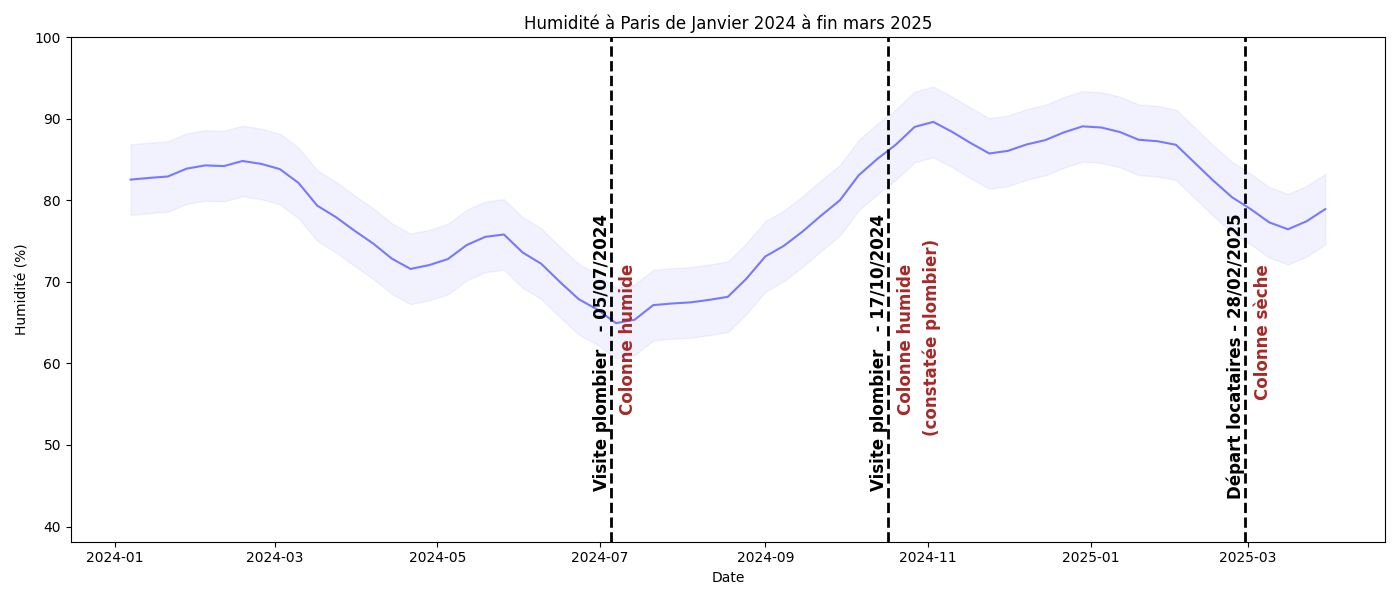 Humidité à Paris de Janvier 2024 à fin mars 2025
Humidité (%)
100
90
80
70
60
50
40
Visite plombier - 05/07/2024
Colonne humide
Visite plombier - 17/10/2024
Colonne humide
(constatée plombier)
Départ locataires - 28/02/2025
Colonne sèche
2024-01
2024-03
2024-05
2024-07
2024-09
2024-11
2025-01
2025-03
Date